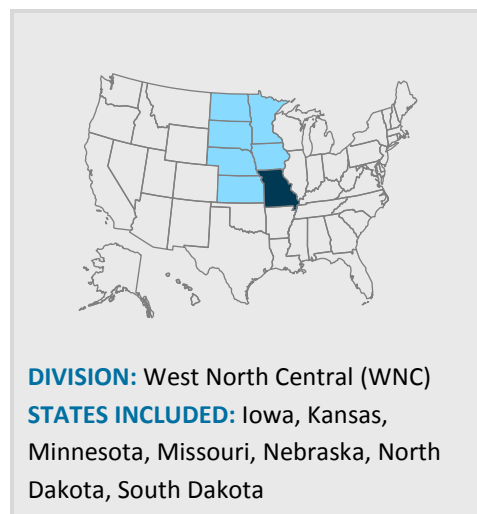 DIVISION: West North Central (WNC)
STATES INCLUDED: Iowa, Kansas,
Minnesota, Missouri, Nebraska, North
Dakota, South Dakota